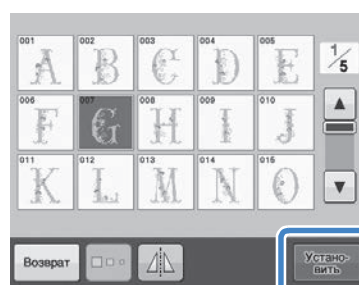 001 002 003 004 005
A B C D E
1/5
006 007 008 009 010
F G H I J
011 012 013 014 015
K L M N O
Возврат
Устано-
вить